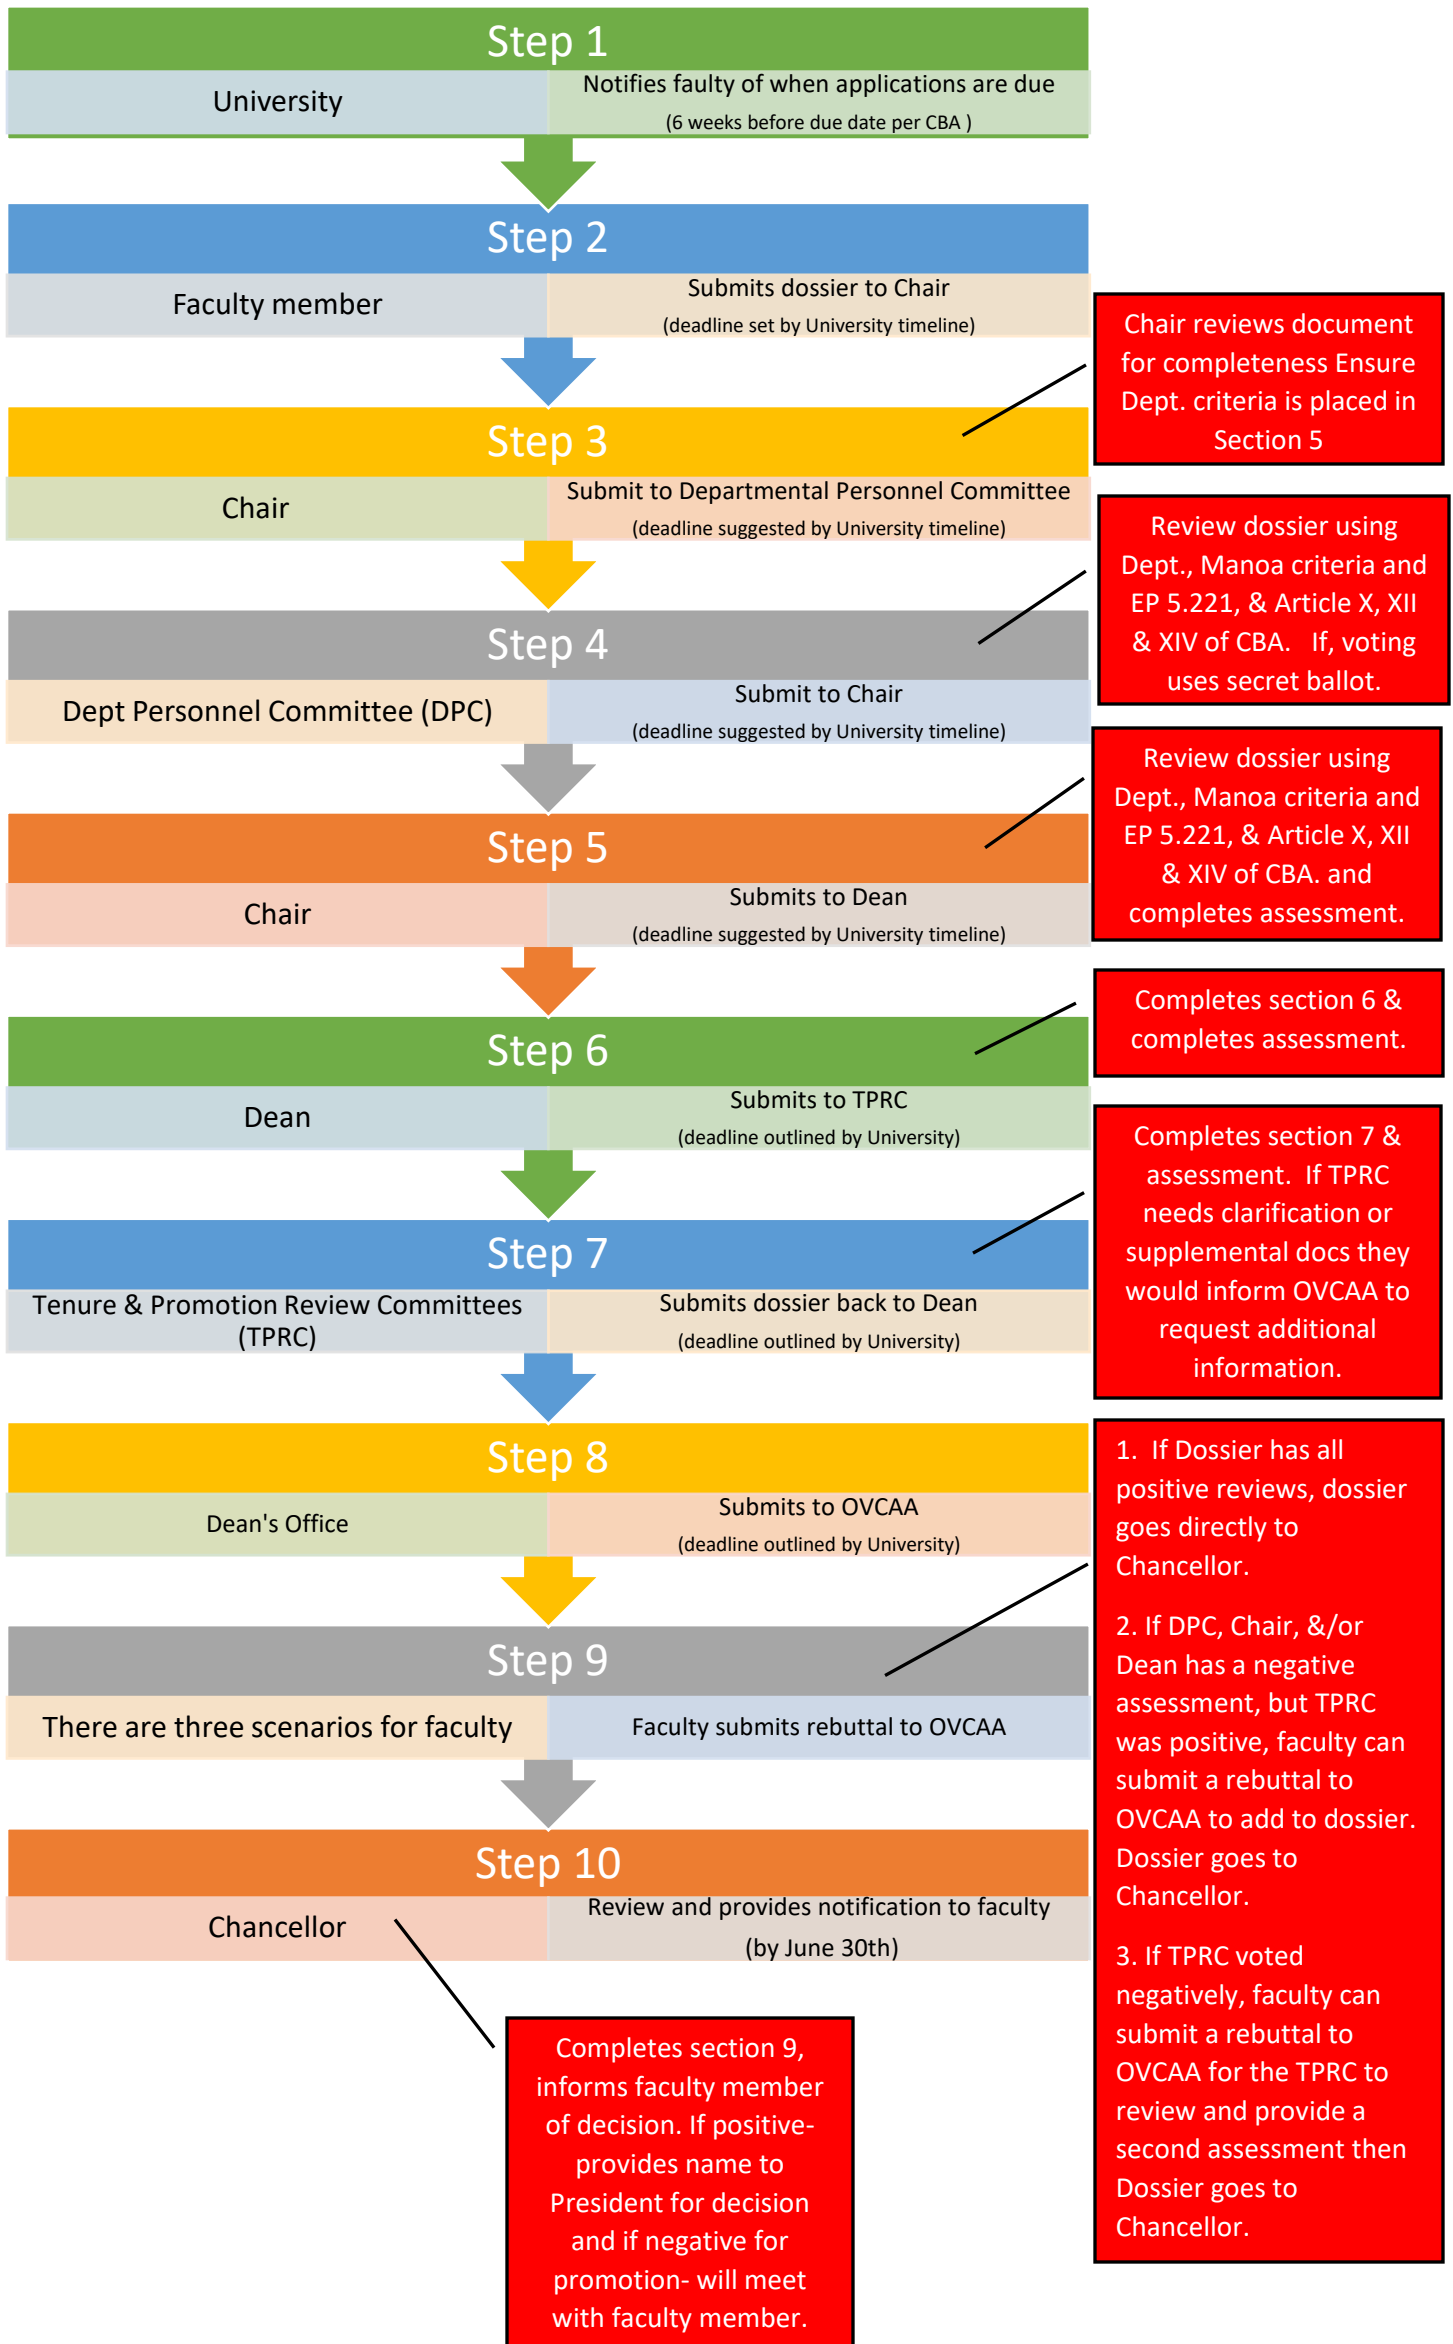 Step 1
University
Notifies faulty of when applications are due
(6 weeks before due date per CBA )
Step 2
Faculty member
Submits dossier to Chair
(deadline set by University timeline)
Chair reviews document
for completeness Ensure
Dept. criteria is placed in
Section 5
Step 3
Chair
Submit to Departmental Personnel Committee
(deadline suggested by University timeline)
Review dossier using
Dept., Manoa criteria and
EP 5.221, & Article X, XII
& XIV of CBA.   If, voting
uses secret ballot.
Step 4
Dept Personnel Committee (DPC)
Submit to Chair
(deadline suggested by University timeline)
Review dossier using
Dept., Manoa criteria and
EP 5.221, & Article X, XII
& XIV of CBA. and
completes assessment.
Step 5
Chair
Submits to Dean
(deadline suggested by University timeline)
Completes section 6 &
completes assessment.
Step 6
Dean
Submits to TPRC
(deadline outlined by University)
Completes section 7 &
assessment.  If TPRC
needs clarification or
supplemental docs they
would inform OVCAA to
request additional
information.
Step 7
Tenure & Promotion Review Committees
(TPRC)
Submits dossier back to Dean
(deadline outlined by University)
Step 8
Dean's Office
Submits to OVCAA
(deadline outlined by University)
1.  If Dossier has all
positive reviews, dossier
goes directly to
Chancellor.
2. If DPC, Chair, &/or
Dean has a negative
assessment, but TPRC
was positive, faculty can
submit a rebuttal to
OVCAA to add to dossier.
Dossier goes to
Chancellor.
3. If TPRC voted
negatively, faculty can
submit a rebuttal to
OVCAA for the TPRC to
review and provide a
second assessment then
Dossier goes to
Chancellor.
Step 9
There are three scenarios for faculty
Faculty submits rebuttal to OVCAA
Step 10
Chancellor
Review and provides notification to faculty
(by June 30th)
Completes section 9,
informs faculty member
of decision. If positive-
provides name to
President for decision
and if negative for
promotion- will meet
with faculty member.